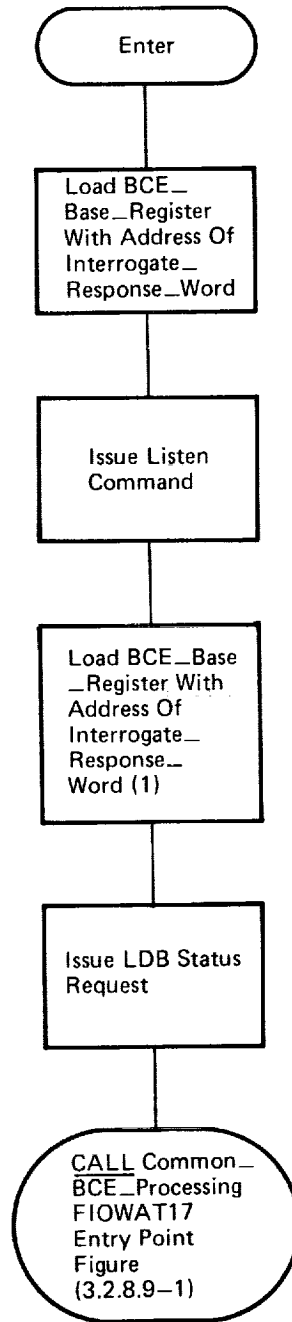 Enter
Load BCE_
Base_Register
With Address Of
Interrogate_
Response_Word
Issue Listen
Command
Load BCE_Base
_Register With
Address Of
Interrogate_
Response_
Word (1)
Issue LDB Status
Request
CALL Common_
BCE_Processing
FIOWAT17
Entry Point
Figure
(3.2.8.9–1)